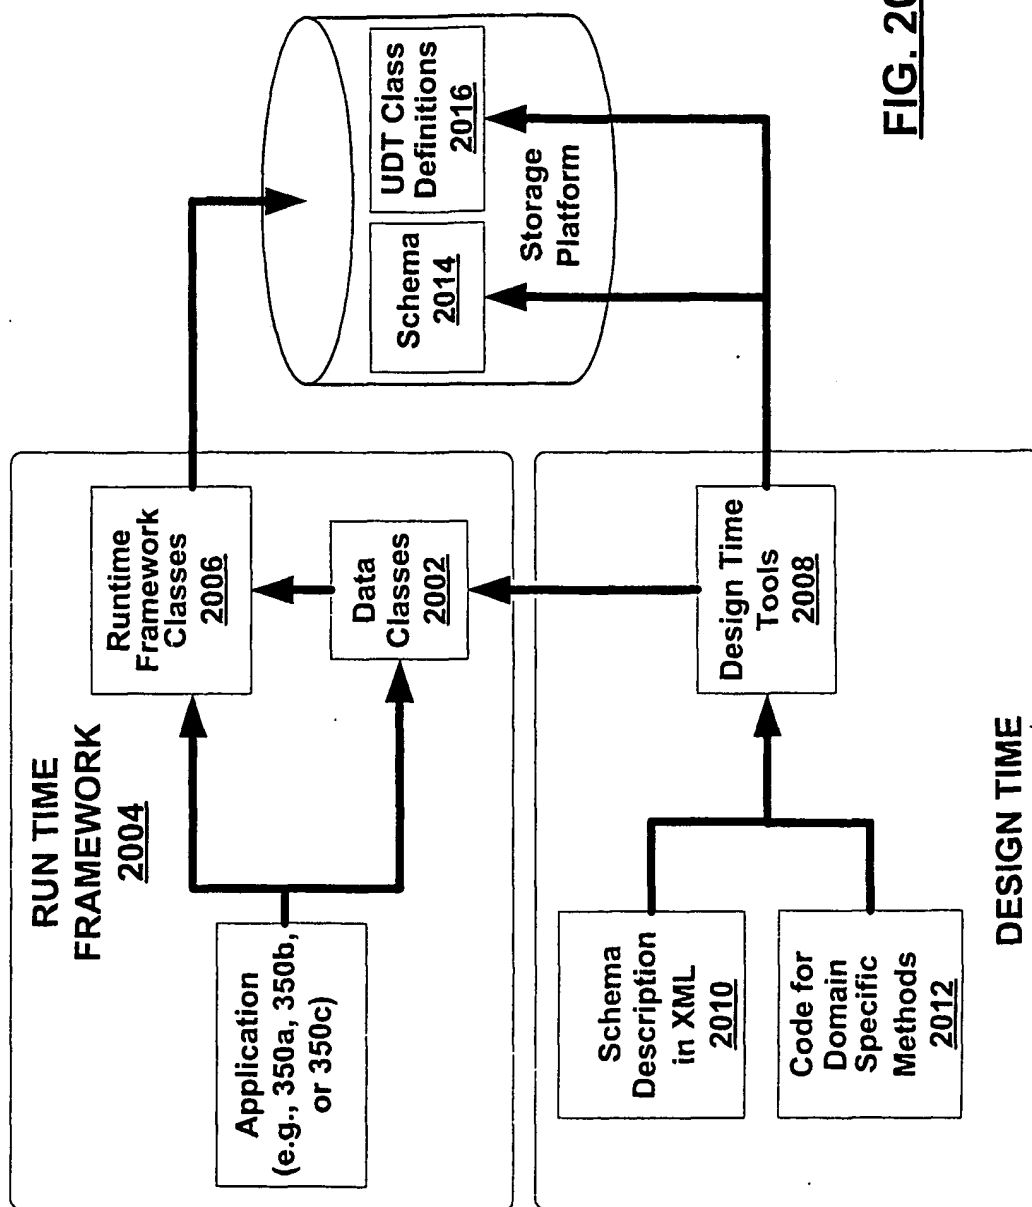 RUN TIME
FRAMEWORK
2004
Application
(e.g., 350a, 350b,
or 350c)
Runtime
Framework
Classes
2006
Data
Classes
2002
Schema
2014
UDT Class
Definitions
2016
Storage
Platform
Schema
Description
in XML
2010
Code for
Domain
Specific
Methods
2012
Design Time
Tools
2008
DESIGN TIME
FIG. 20